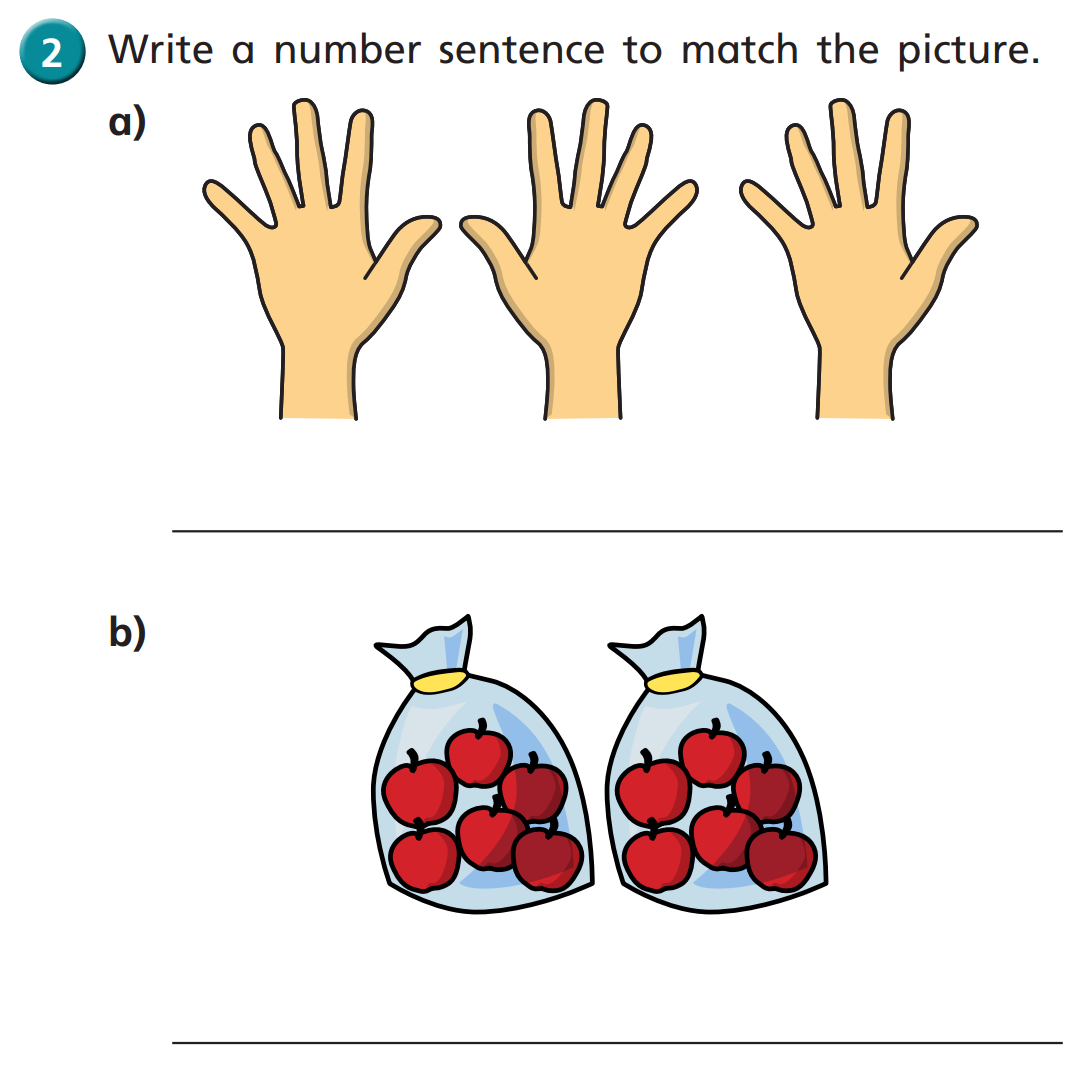 2 Write a number sentence to match the picture.
a)
b)